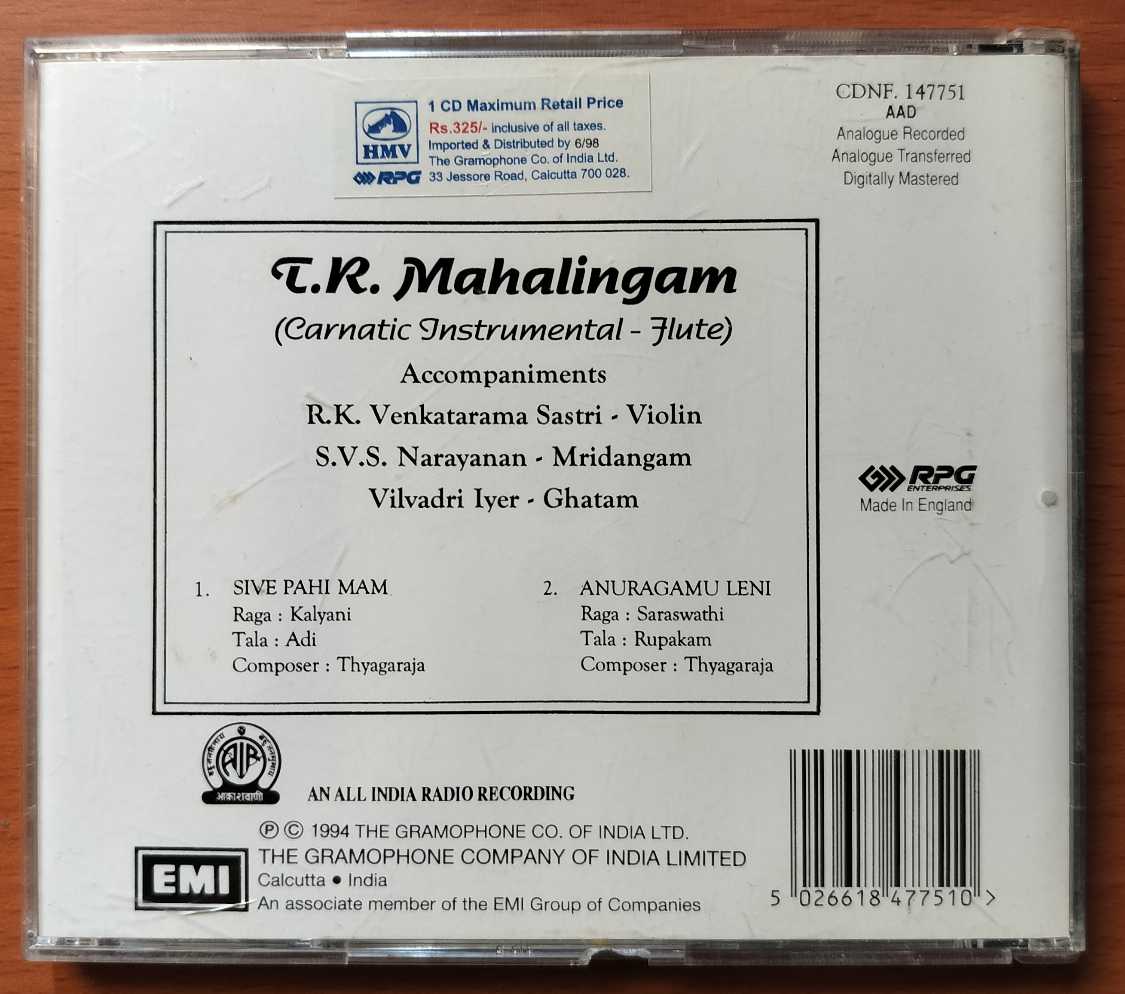 HMV
RPG
1 CD Maximum Retail Price
Rs.325/- inclusive of all taxes.
Imported & Distributed by 6/98
The Gramophone Co. of India Ltd.
33 Jessore Road, Calcutta 700 028.
CDNF. 147751
AAD
Analogue Recorded
Analogue Transferred
Digitally Mastered
T.R. Mahalingam
(Carnatic Instrumental - Flute)
Accompaniments
R.K. Venkatarama Sastri - Violin
S.V.S. Narayanan - Mridangam
Vilvadri Iyer - Ghatam
RPG
ENTERPRISES
Made In England
1. SIVE PAHI MAM
Raga : Kalyani
Tala : Adi
Composer : Thyagaraja
2. ANURAGAMU LENI
Raga : Saraswathi
Tala : Rupakam
Composer : Thyagaraja
बहुजनहिताय बहुजनसुखाय
AIR
आकाशवाणी
AN ALL INDIA RADIO RECORDING
Ⓟ © 1994 THE GRAMOPHONE CO. OF INDIA LTD.
EMI
THE GRAMOPHONE COMPANY OF INDIA LIMITED
Calcutta • India
An associate member of the EMI Group of Companies
5 026618 477510 >